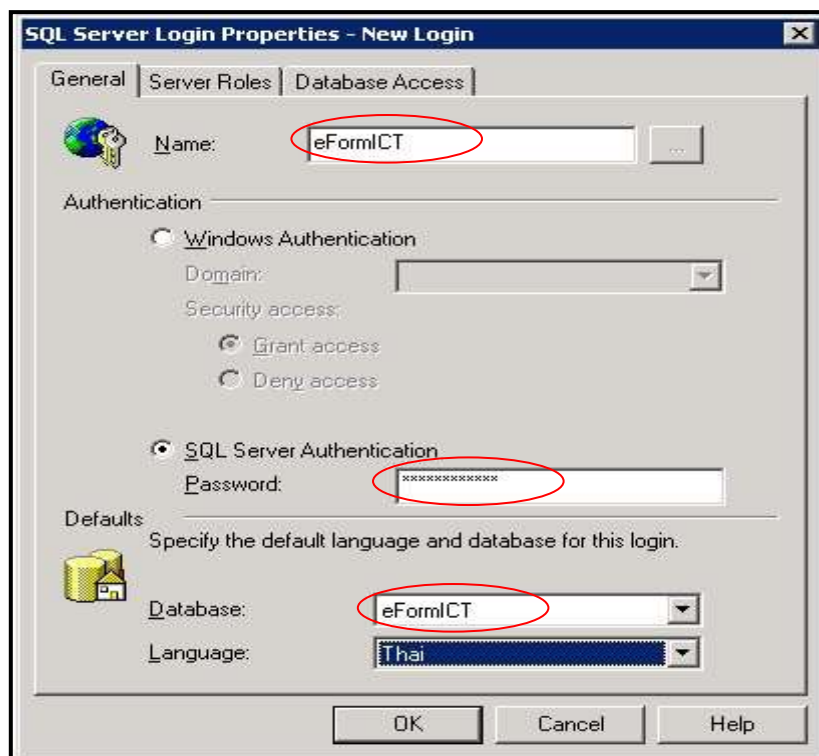 SQL Server Login Properties - New Login
General Server Roles Database Access
Name: eFormICT ...
Authentication
Windows Authentication
Domain:
Security access:
Grant access
Deny access
SQL Server Authentication
Password: ************
Defaults
Specify the default language and database for this login.
Database: eFormICT
Language: Thai
OK Cancel Help